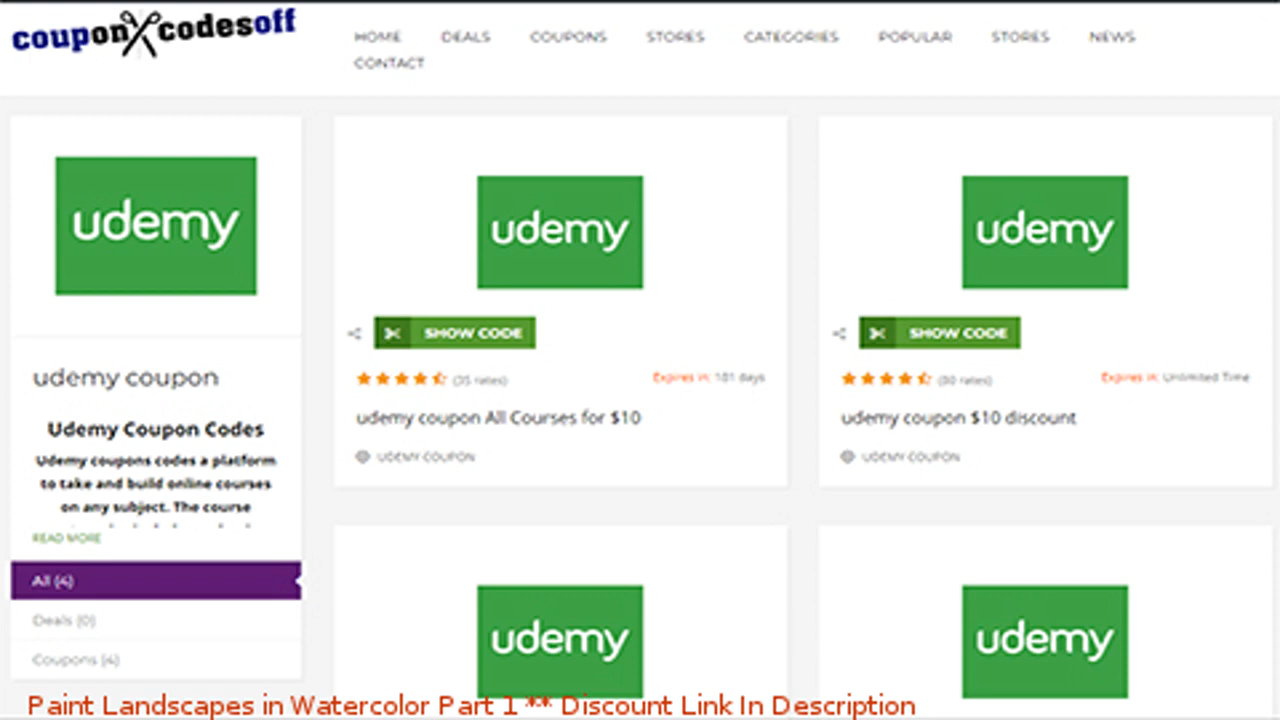 couponXcodesoff
HOME DEALS COUPONS STORES CATEGORIES POPULAR STORES NEWS
CONTACT
udemy
udemy coupon
Udemy Coupon Codes
Udemy coupons codes a platform
to take and build online courses
on any subject. The course
READ MORE
All (4)
Deals (0)
Coupons (4)
udemy
SHOW CODE
(35 rates) Expires in: 181 days
udemy coupon All Courses for $10
UDEMY COUPON
udemy
SHOW CODE
(80 rates) Expires in: Unlimited Time
udemy coupon $10 discount
UDEMY COUPON
udemy
udemy
Paint Landscapes in Watercolor Part 1 ** Discount Link In Description